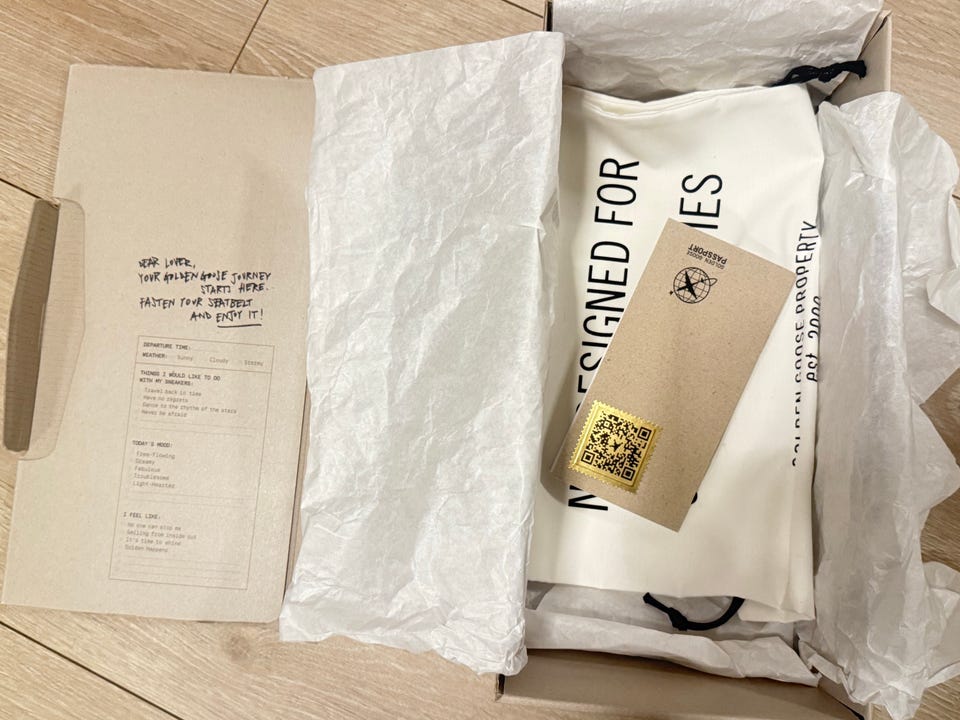 DEAR LOVER,
YOUR GOLDEN GOOSE JOURNEY
STARTS HERE.
FASTEN YOUR SEATBELT
AND ENJOY IT!
DEPARTURE TIME:
WEATHER: Sunny Cloudy Stormy
THINGS I WOULD LIKE TO DO
WITH MY SNEAKERS:
Travel back in time
Have no regrets
Dance to the rhythm of the stars
Never be afraid
TODAY'S MOOD:
Free-flowing
Dreamy
Fabulous
Troublesome
Light-Hearted
I FEEL LIKE:
No one can stop me
Smiling from inside out
It's time to shine
Golden Happens
DESIGNED FOR
GOLDEN GOOSE PROPERTY
est. 2000
GOLDEN GOOSE
PASSPORT